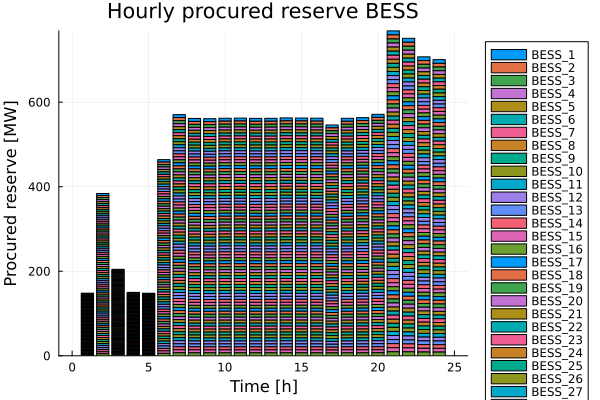 Hourly procured reserve BESS
Procured reserve [MW]
600
400
200
0
0 5 10 15 20 25
Time [h]
BESS_1
BESS_2
BESS_3
BESS_4
BESS_5
BESS_6
BESS_7
BESS_8
BESS_9
BESS_10
BESS_11
BESS_12
BESS_13
BESS_14
BESS_15
BESS_16
BESS_17
BESS_18
BESS_19
BESS_20
BESS_21
BESS_22
BESS_23
BESS_24
BESS_25
BESS_26
BESS_27